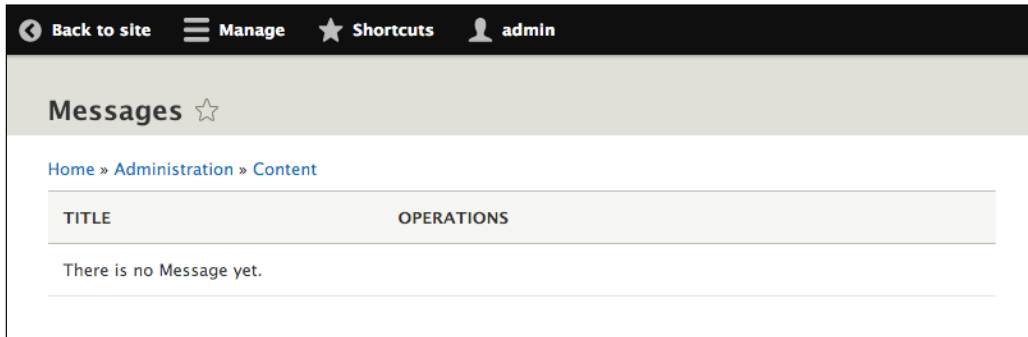 Back to site Manage Shortcuts admin
Messages
Home » Administration » Content
TITLE OPERATIONS
There is no Message yet.